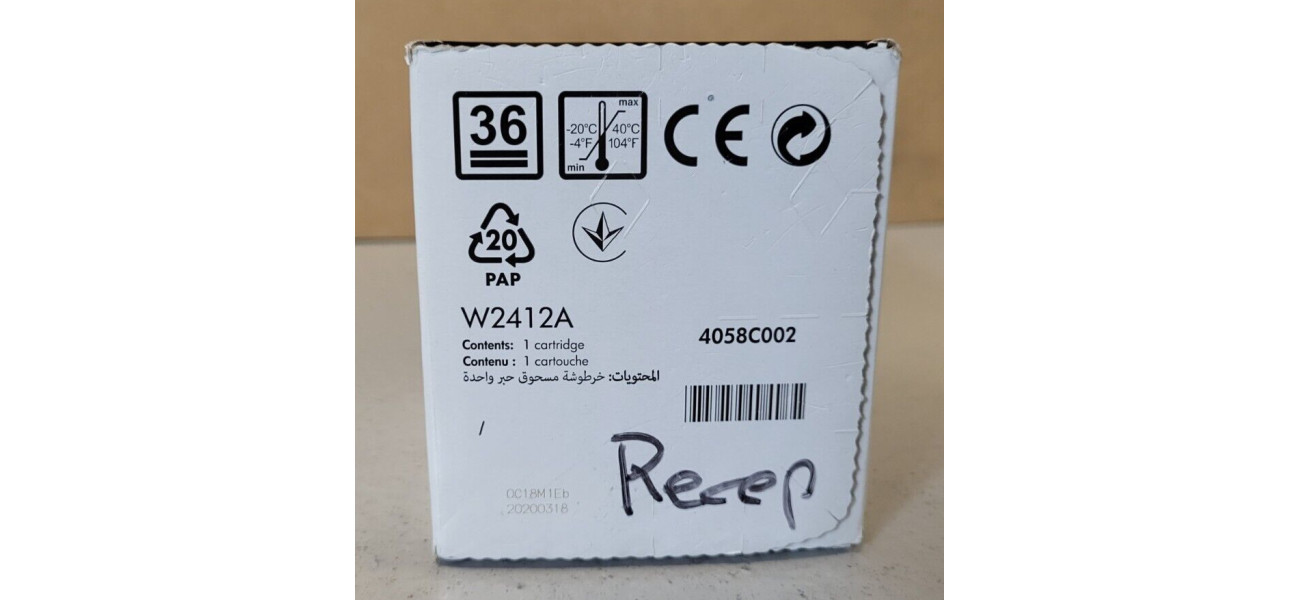 36
max
-20°C 40°C
-4°F 104°F
min
CE
20
PAP
W2412A
4058C002
Contents: 1 cartridge
Contenu : 1 cartouche
المحتويات: خرطوشة مسحوق حبر واحدة
/
Recep
0C18M1Eb
20200318